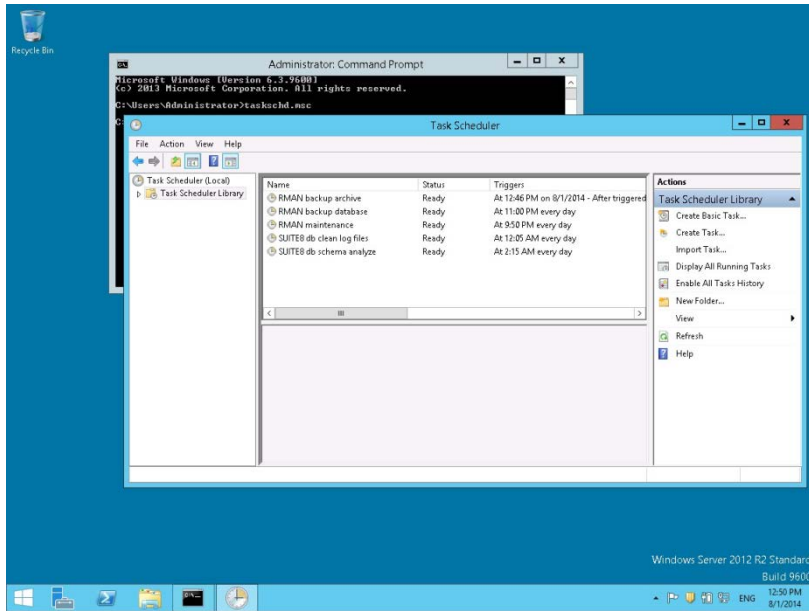 Recycle Bin
Administrator: Command Prompt
Microsoft Windows [Version 6.3.9600]
(c) 2013 Microsoft Corporation. All rights reserved.
C:\Users\Administrator>taskschd.msc
C:
Task Scheduler
File Action View Help
Task Scheduler (Local)
Task Scheduler Library
Name Status Triggers
RMAN backup archive Ready At 12:46 PM on 8/1/2014 - After triggered
RMAN backup database Ready At 11:00 PM every day
RMAN maintenance Ready At 9:50 PM every day
SUITE8 db clean log files Ready At 12:05 AM every day
SUITE8 db schema analyze Ready At 2:15 AM every day
Actions
Task Scheduler Library
Create Basic Task...
Create Task...
Import Task...
Display All Running Tasks
Enable All Tasks History
New Folder...
View
Refresh
Help
Windows Server 2012 R2 Standard
Build 9600
ENG 12:50 PM
8/1/2014